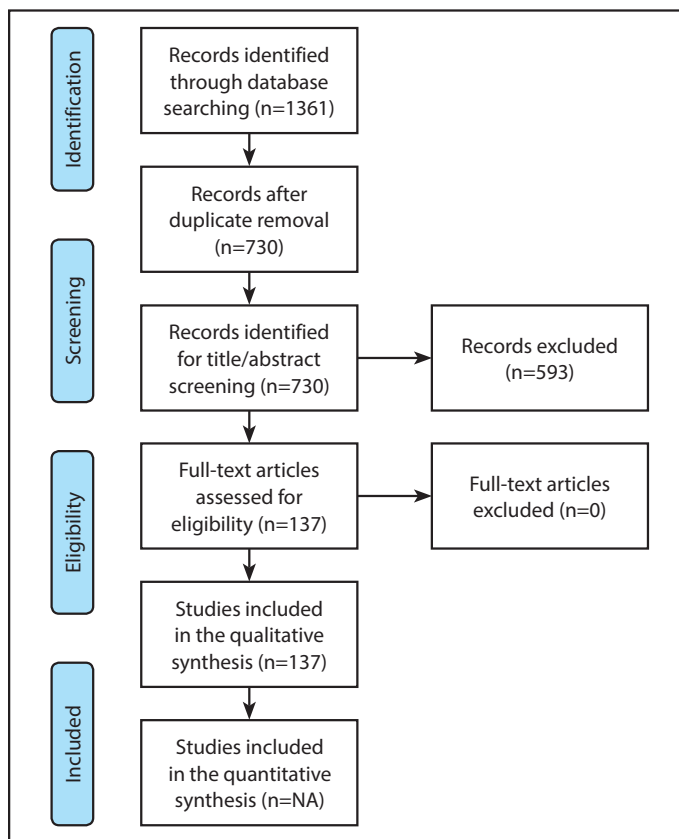 Identification
Records identified
through database
searching (n=1361)
Records after
duplicate removal
(n=730)
Screening
Records identified
for title/abstract
screening (n=730)
Records excluded
(n=593)
Eligibility
Full-text articles
assessed for
eligibility (n=137)
Full-text articles
excluded (n=0)
Studies included
in the qualitative
synthesis (n=137)
Included
Studies included
in the quantitative
synthesis (n=NA)